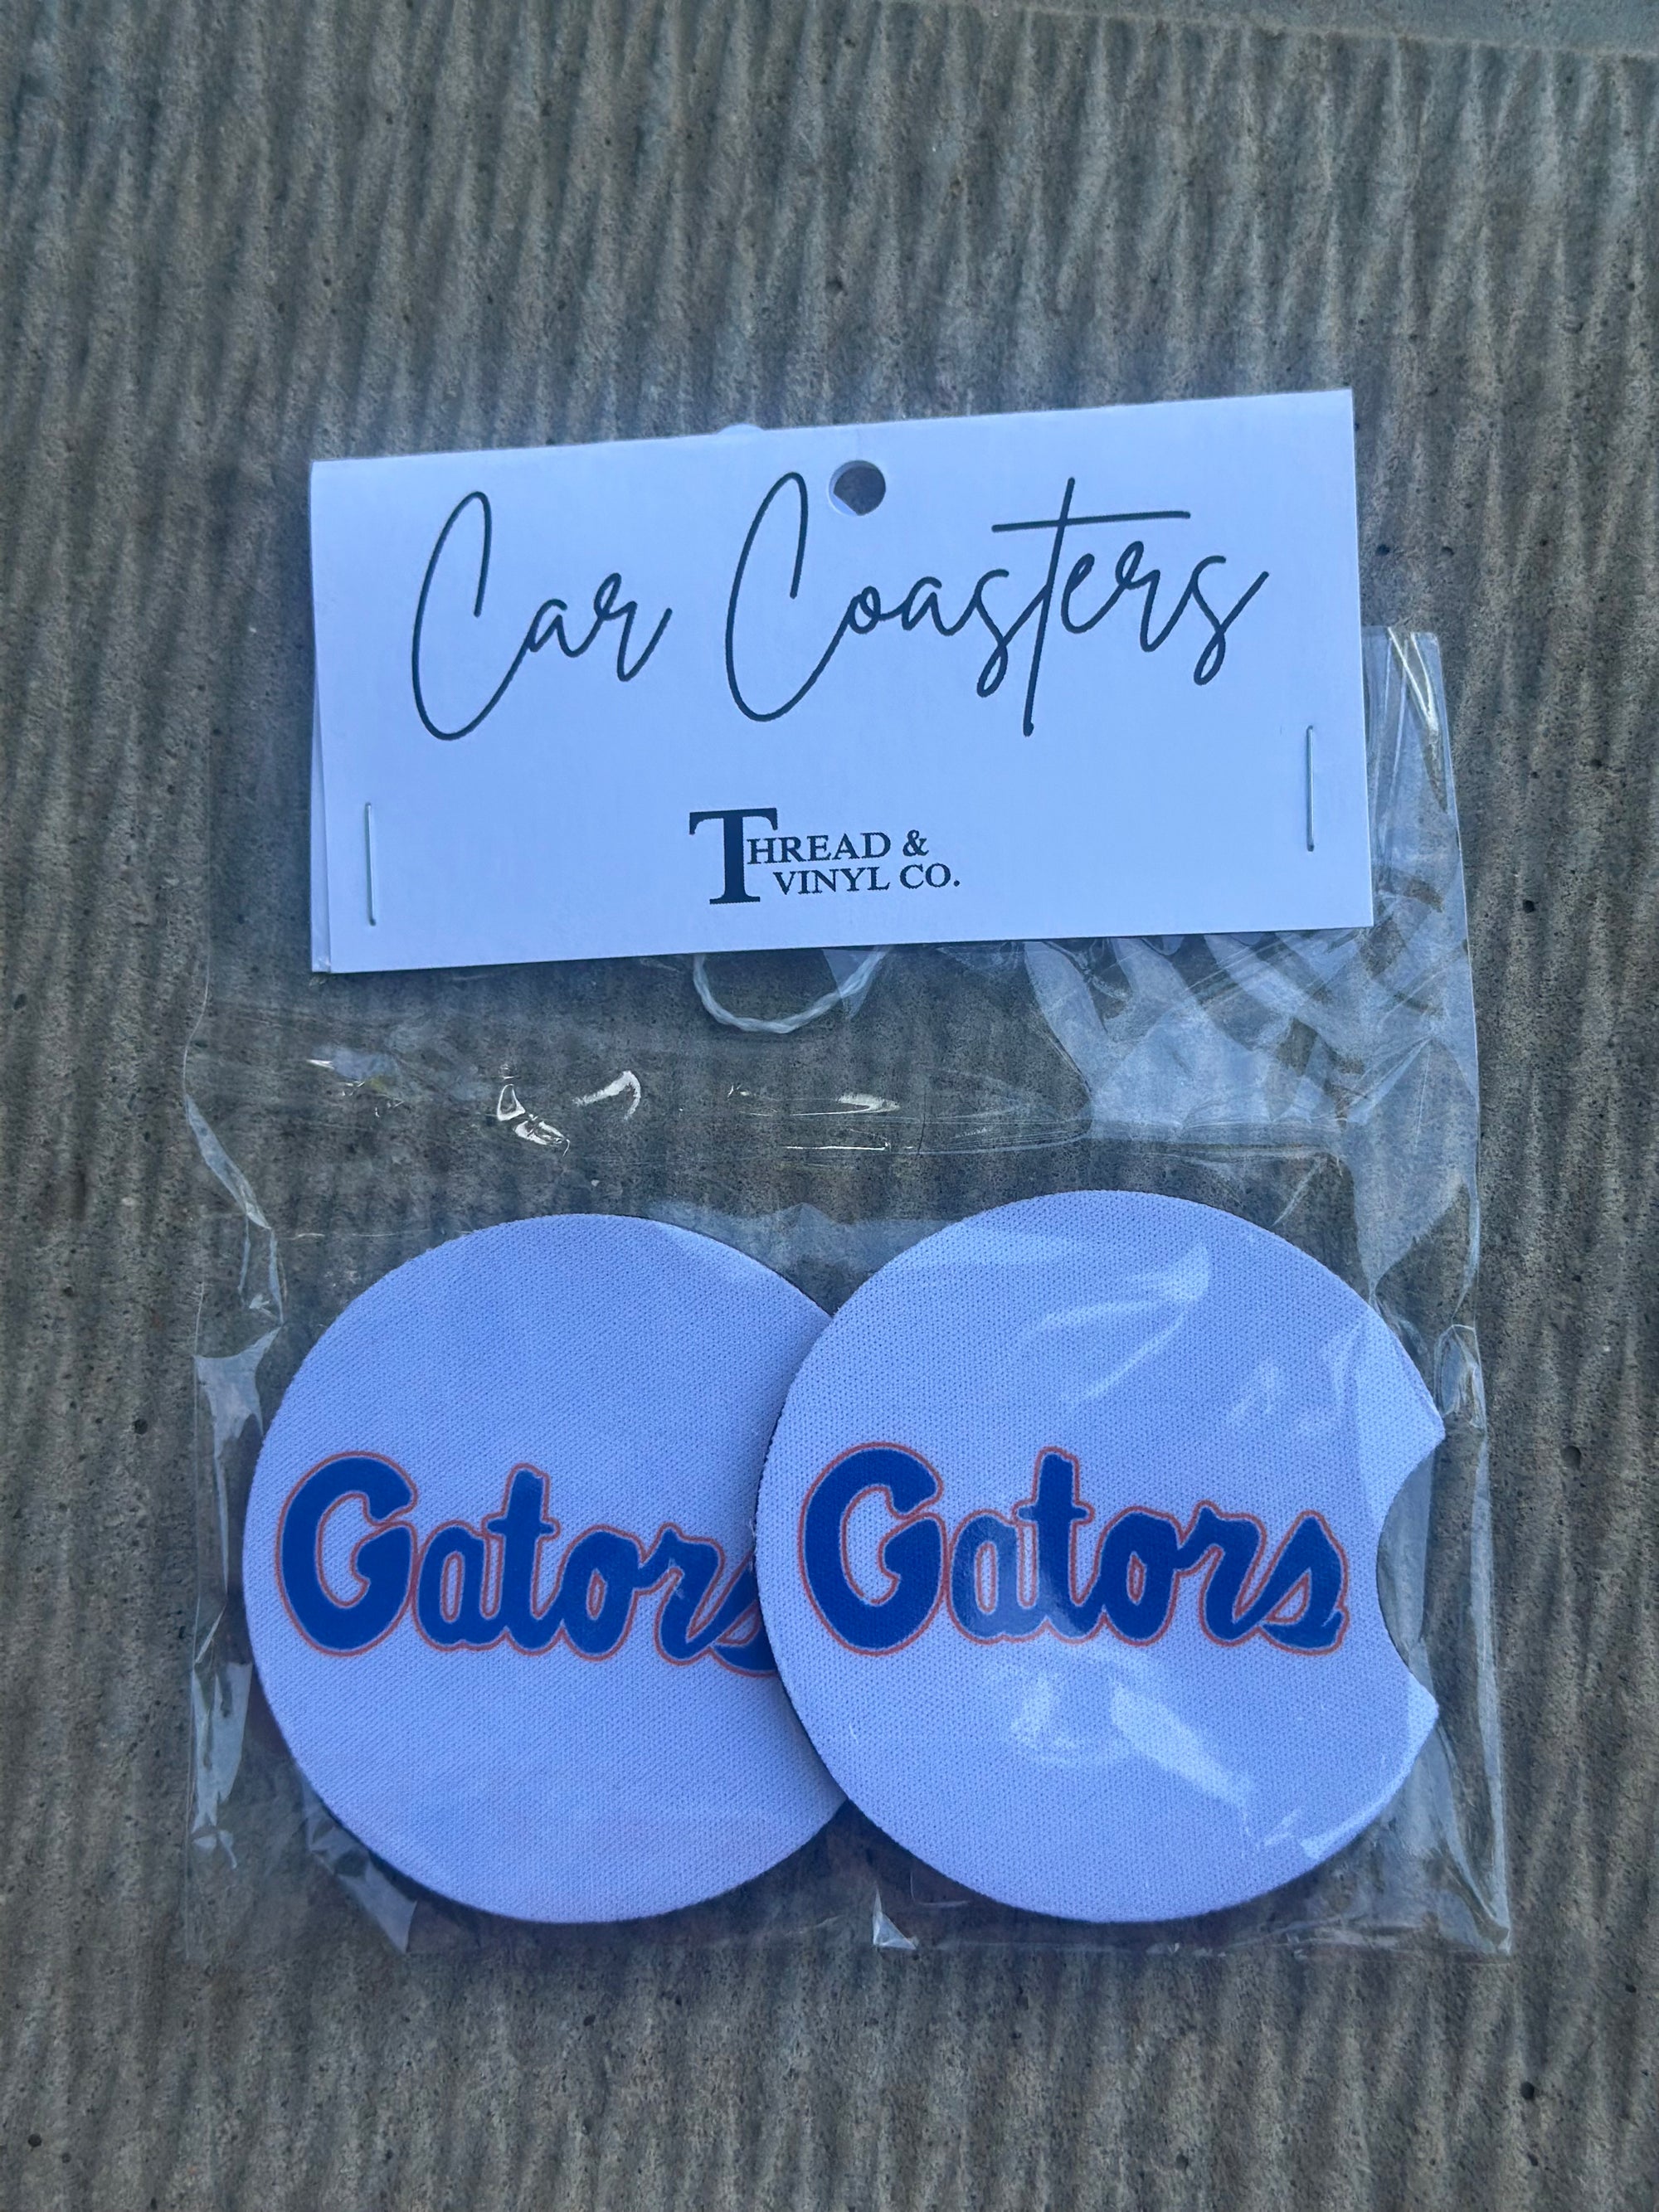 Car Coasters
THREAD &
VINYL CO.
Gators
Gators